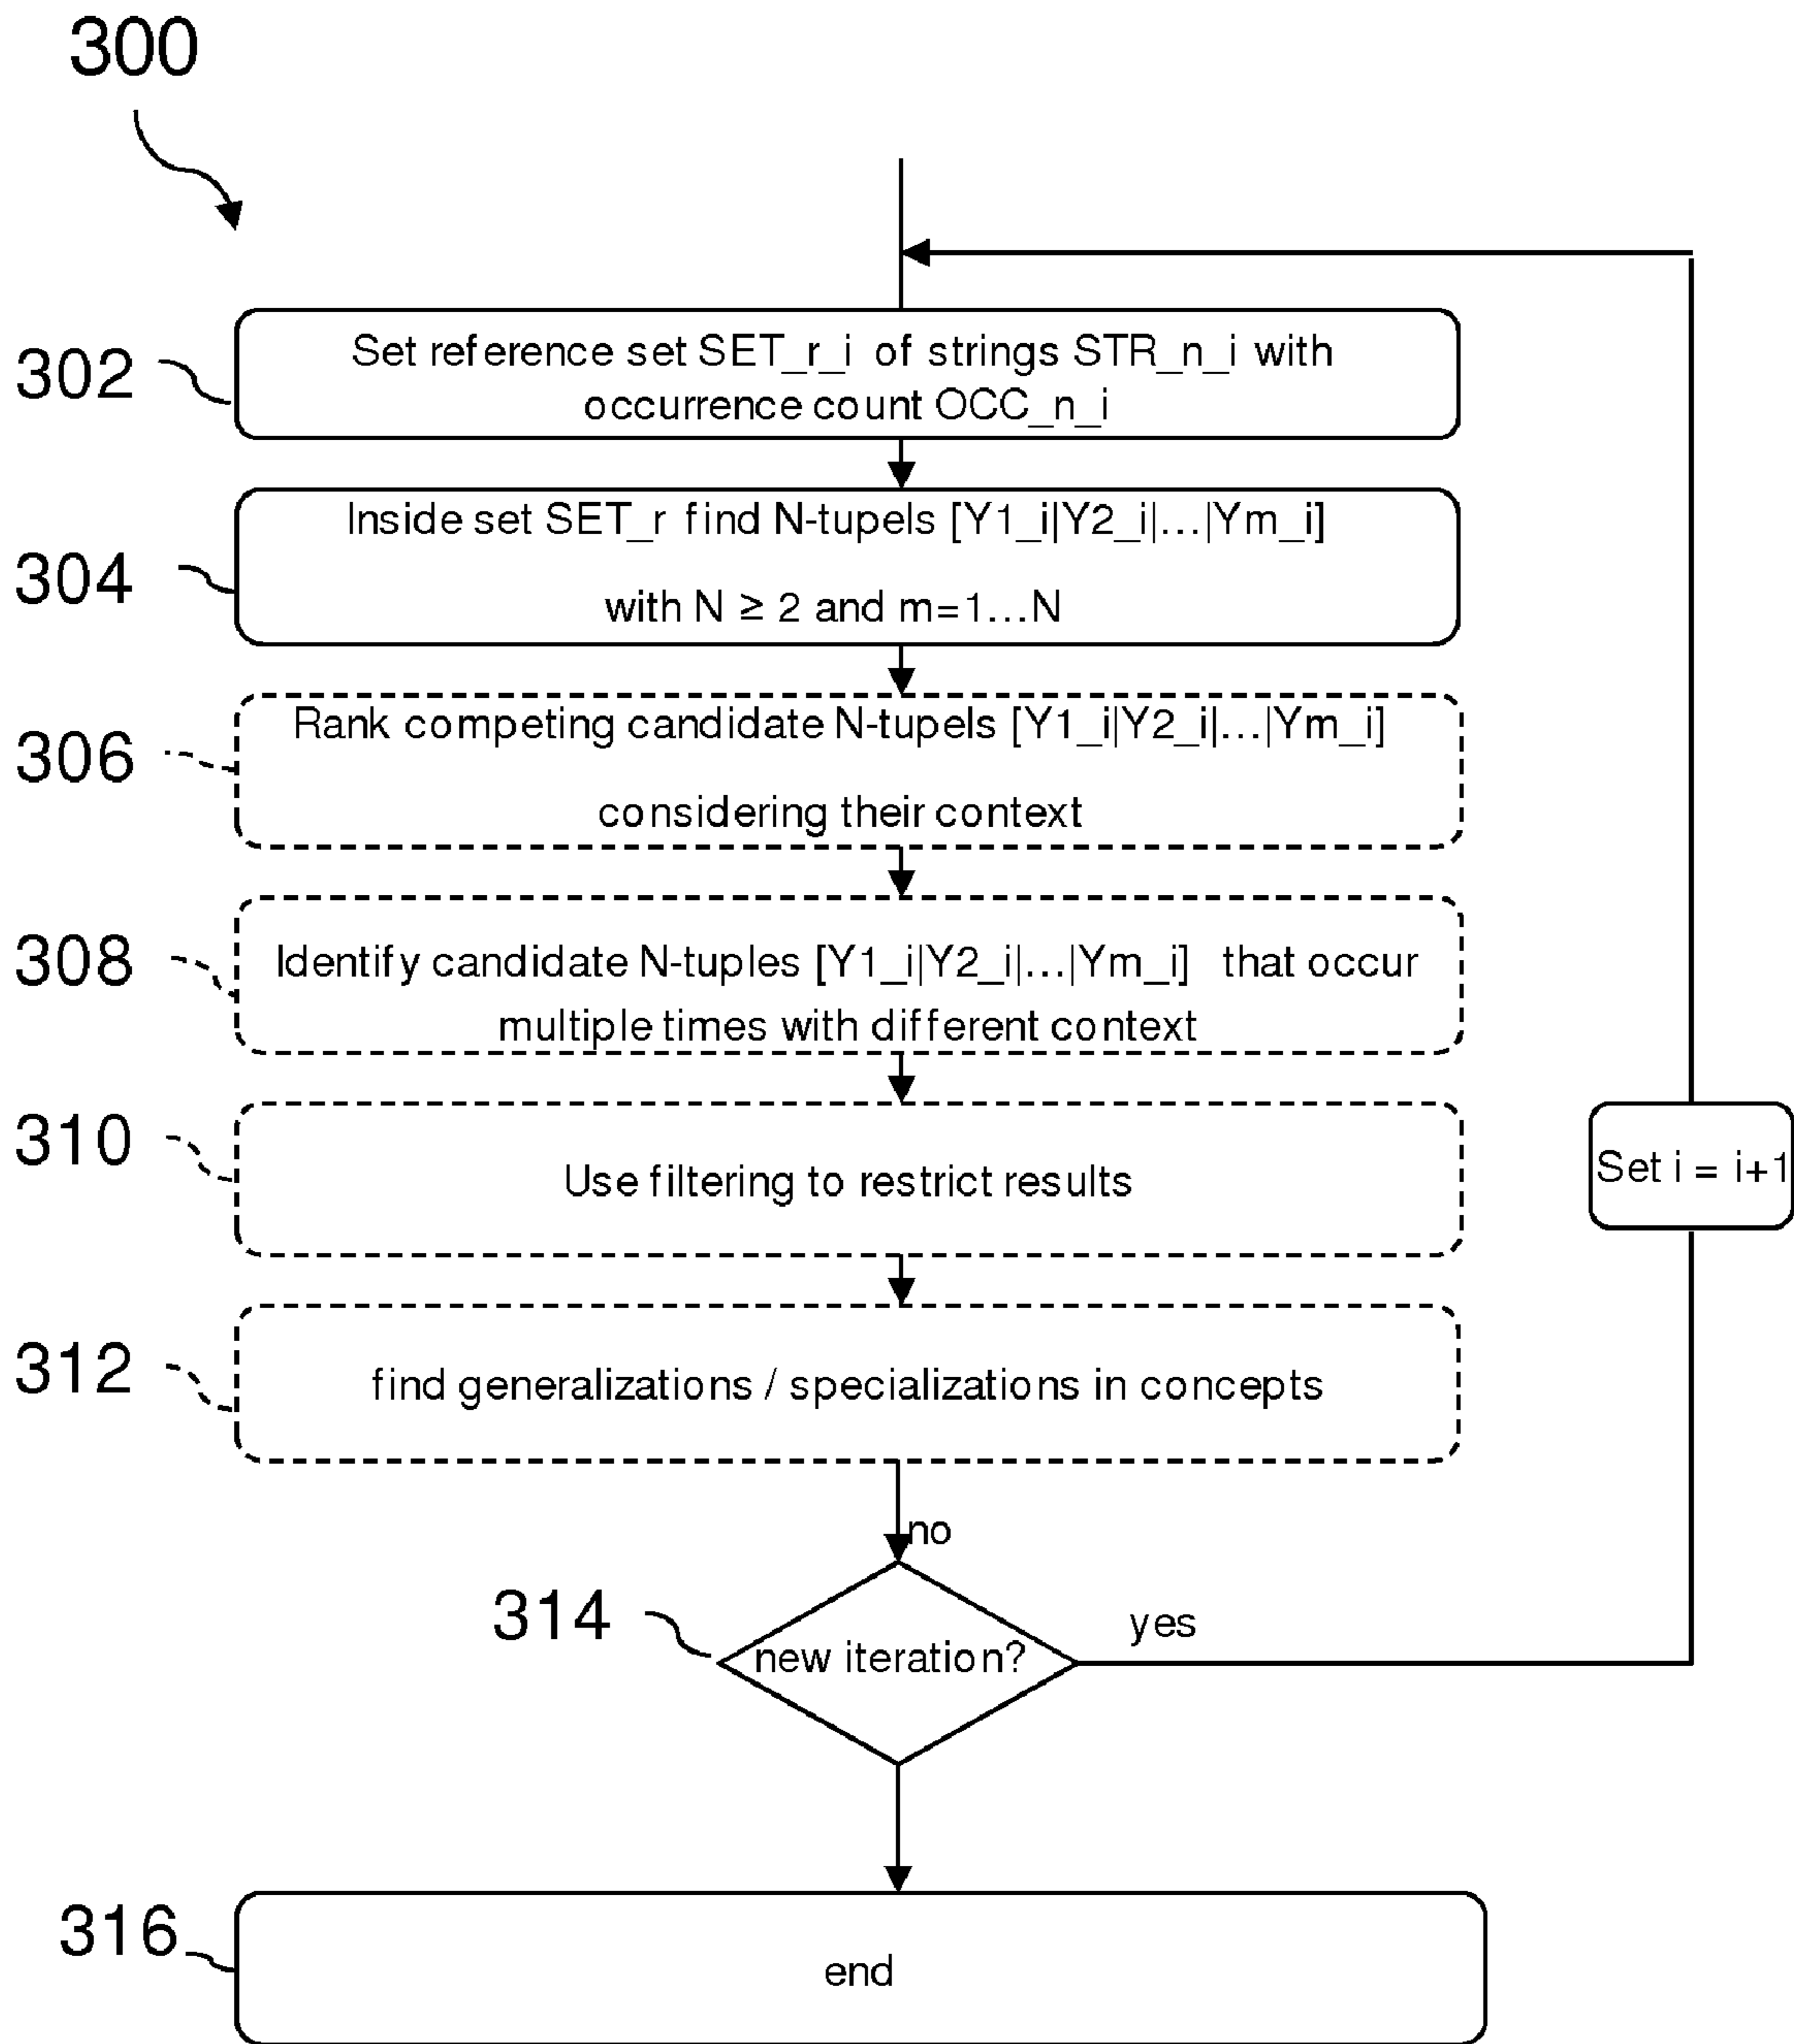 300
302
Set reference set SET_r_i of strings STR_n_i with
occurrence count OCC_n_i
304
Inside set SET_r find N-tupels [Y1_i|Y2_i|...|Ym_i]
with N ≥ 2 and m=1...N
306
Rank competing candidate N-tupels [Y1_i|Y2_i|...|Ym_i]
considering their context
308
Identify candidate N-tuples [Y1_i|Y2_i|...|Ym_i] that occur
multiple times with different context
310
Use filtering to restrict results
Set i = i+1
312
find generalizations / specializations in concepts
no
314
new iteration?
yes
316
end